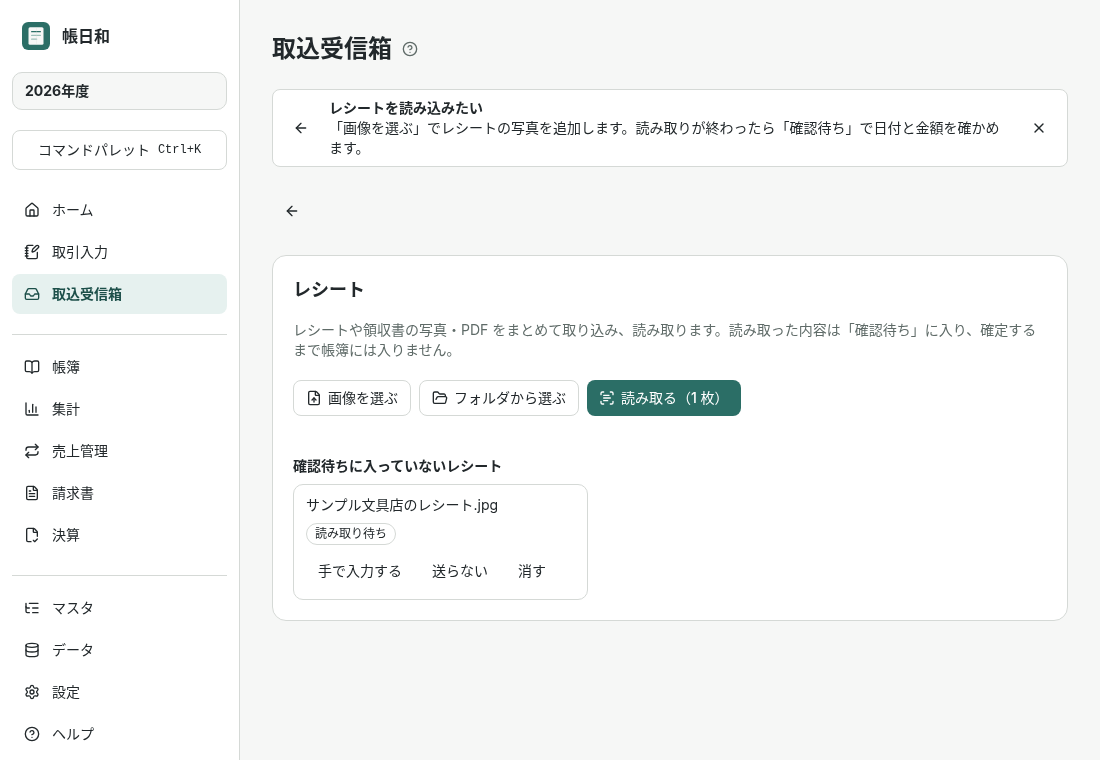 帳日和
2026年度
コマンドパレット Ctrl+K
ホーム
取引入力
取込受信箱
帳簿
集計
売上管理
請求書
決算
マスタ
データ
設定
ヘルプ
取込受信箱
レシートを読み込みたい
「画像を選ぶ」でレシートの写真を追加します。読み取りが終わったら「確認待ち」で日付と金額を確かめ
ます。
レシート
レシートや領収書の写真・PDF をまとめて取り込み、読み取ります。読み取った内容は「確認待ち」に入り、確定する
まで帳簿には入りません。
画像を選ぶ
フォルダから選ぶ
読み取る（1 枚）
確認待ちに入っていないレシート
サンプル文具店のレシート.jpg
読み取り待ち
手で入力する 送らない 消す